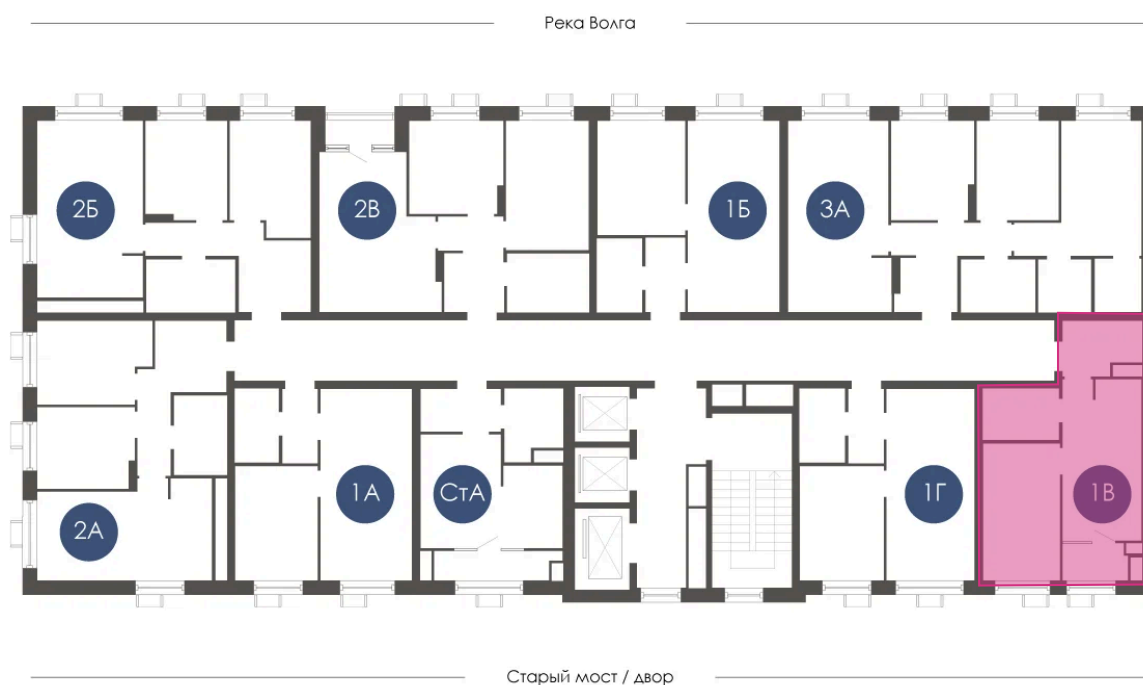 Река Волга
2Б
2В
1Б
3А
2А
1А
СтА
1Г
1В
Старый мост / двор